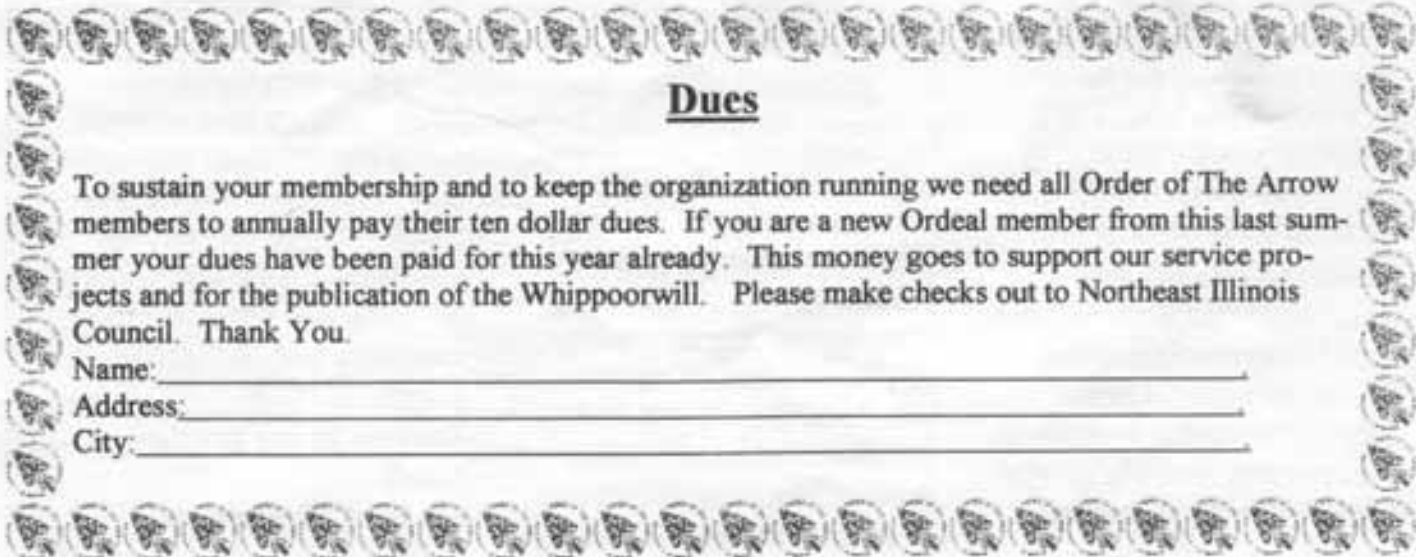 Dues
To sustain your membership and to keep the organization running we need all Order of The Arrow
members to annually pay their ten dollar dues.  If you are a new Ordeal member from this last sum-
mer your dues have been paid for this year already.  This money goes to support our service pro-
jects and for the publication of the Whippoorwill.   Please make checks out to Northeast Illinois
Council.  Thank You.
Name:
Address:
City: